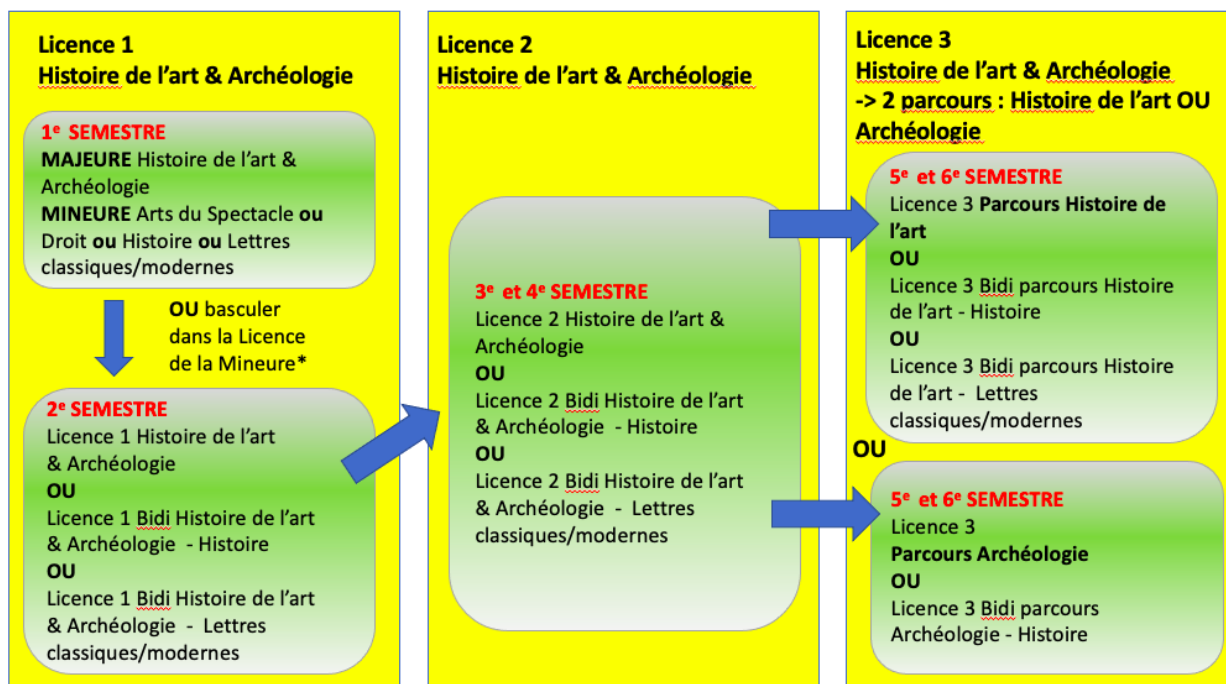 Licence 1
Histoire de l’art & Archéologie
1e SEMESTRE
MAJEURE Histoire de l’art &
Archéologie
MINEURE Arts du Spectacle ou
Droit ou Histoire ou Lettres
classiques/modernes
OU basculer
dans la Licence
de la Mineure*
2e SEMESTRE
Licence 1 Histoire de l’art
& Archéologie
OU
Licence 1 Bidi Histoire de l’art
& Archéologie - Histoire
OU
Licence 1 Bidi Histoire de l’art
& Archéologie - Lettres
classiques/modernes
Licence 2
Histoire de l’art & Archéologie
3e et 4e SEMESTRE
Licence 2 Histoire de l’art &
Archéologie
OU
Licence 2 Bidi Histoire de l’art
& Archéologie - Histoire
OU
Licence 2 Bidi Histoire de l’art
& Archéologie - Lettres
classiques/modernes
Licence 3
Histoire de l’art & Archéologie
-> 2 parcours : Histoire de l’art OU
Archéologie
5e et 6e SEMESTRE
Licence 3 Parcours Histoire de
l’art
OU
Licence 3 Bidi parcours Histoire
de l’art - Histoire
OU
Licence 3 Bidi parcours Histoire
de l’art - Lettres
classiques/modernes
OU
5e et 6e SEMESTRE
Licence 3
Parcours Archéologie
OU
Licence 3 Bidi parcours
Archéologie - Histoire